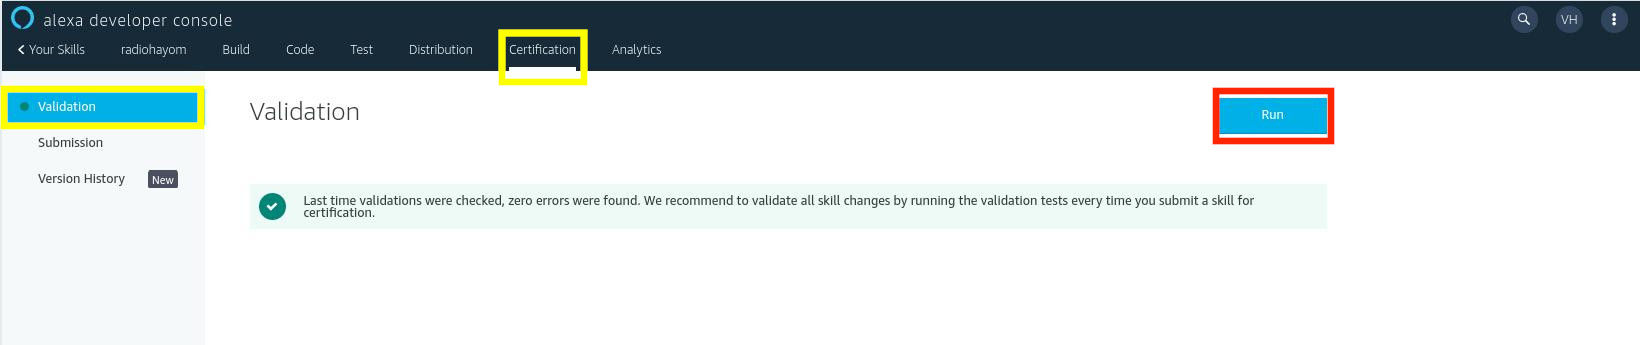 alexa developer console
VH
Your Skills radiohayom Build Code Test Distribution Certification Analytics
Validation
Submission
Version History New
Validation
Run
Last time validations were checked, zero errors were found. We recommend to validate all skill changes by running the validation tests every time you submit a skill for
certification.